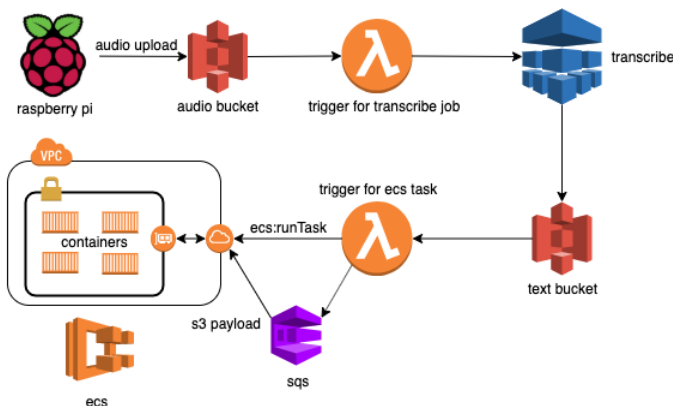 audio upload
raspberry pi
audio bucket
trigger for transcribe job
transcribe
VPC
trigger for ecs task
containers
ecs:runTask
text bucket
s3 payload
sqs
ecs